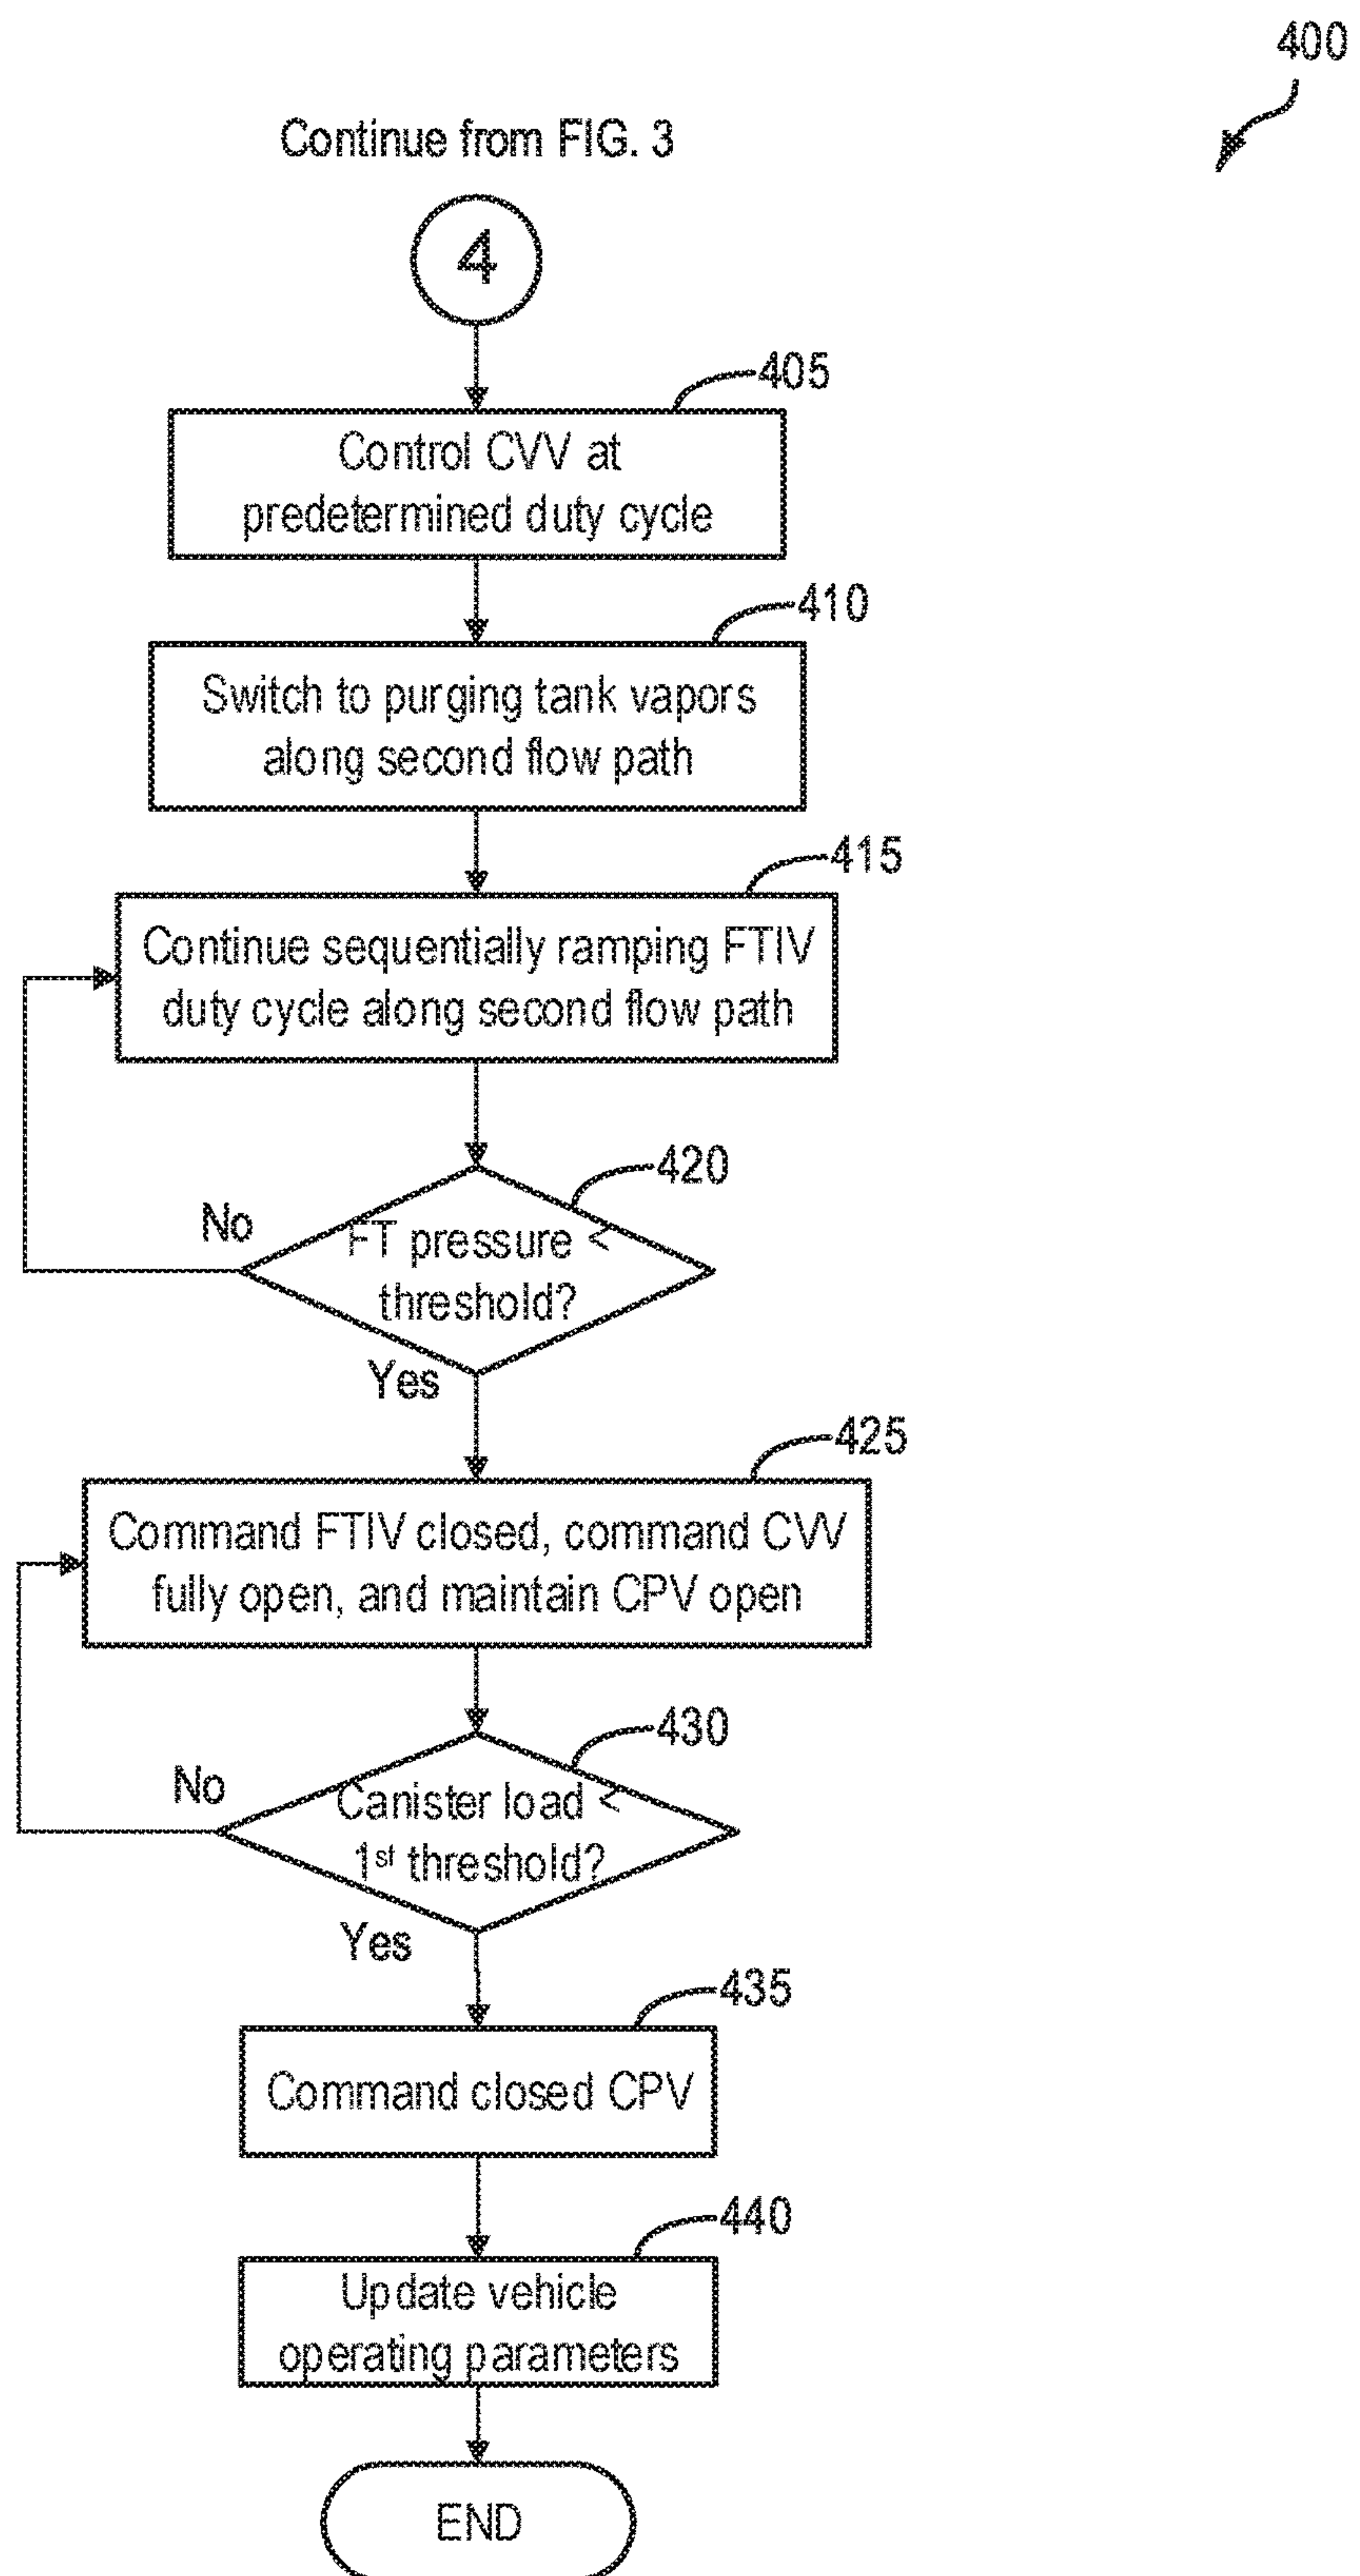 400
Continue from FIG. 3
4
405
Control CVV at
predetermined duty cycle
410
Switch to purging tank vapors
along second flow path
415
Continue sequentially ramping FTIV
duty cycle along second flow path
420
No
FT pressure <
threshold?
Yes
425
Command FTIV closed, command CVV
fully open, and maintain CPV open
430
No
Canister load <
1st threshold?
Yes
435
Command closed CPV
440
Update vehicle
operating parameters
END